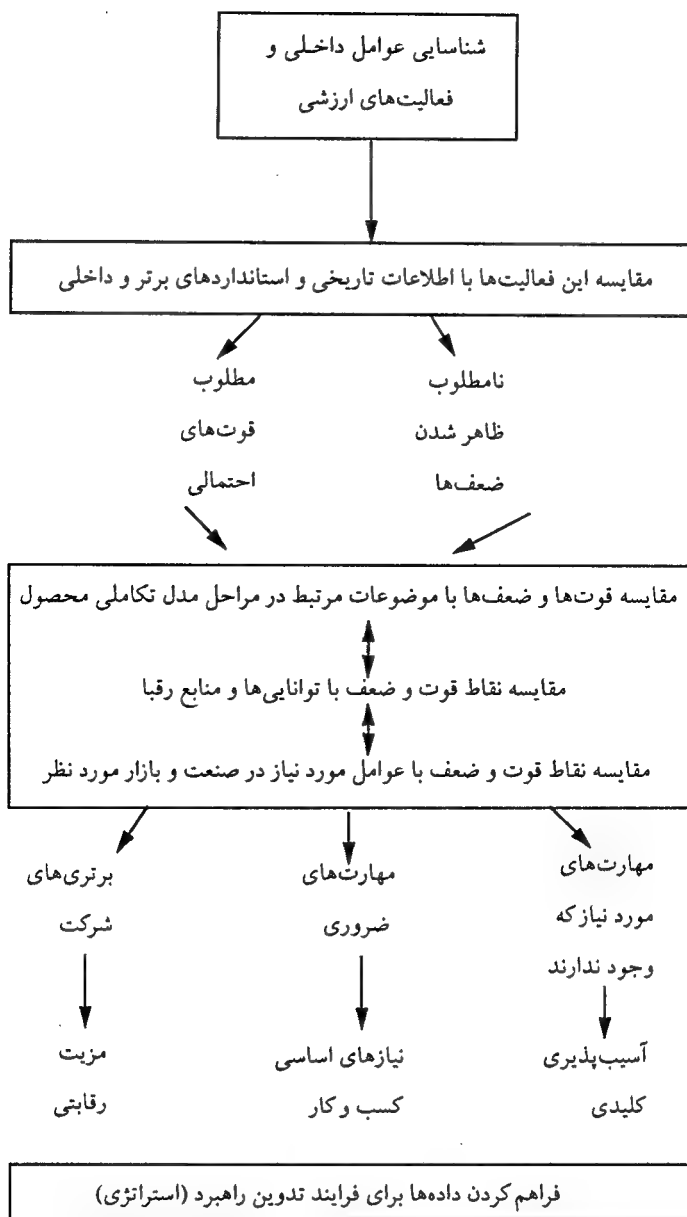 شناسایی عوامل داخلی و
فعالیت‌های ارزشی
مقایسه این فعالیت‌ها با اطلاعات تاریخی و استانداردهای برتر و داخلی
نامطلوب
ظاهر شدن
ضعف‌ها
مطلوب
قوت‌های
احتمالی
مقایسه قوت‌ها و ضعف‌ها با موضوعات مرتبط در مراحل مدل تکاملی محصول
مقایسه نقاط قوت و ضعف با توانایی‌ها و منابع رقبا
مقایسه نقاط قوت و ضعف با عوامل مورد نیاز در صنعت و بازار مورد نظر
مهارت‌های
مورد نیاز که
وجود ندارند
آسیب‌پذیری
کلیدی
مهارت‌های
ضروری
نیازهای اساسی
کسب و کار
برتری‌های
شرکت
مزیت
رقابتی
فراهم کردن داده‌ها برای فرایند تدوین راهبرد (استراتژی)